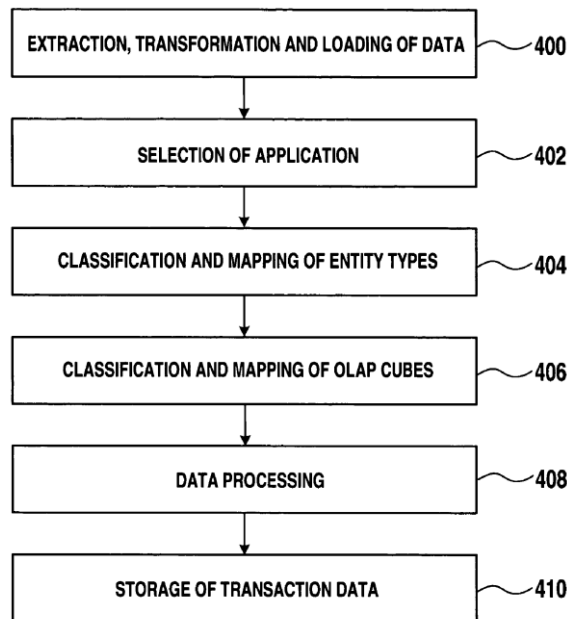 EXTRACTION, TRANSFORMATION AND LOADING OF DATA 400
SELECTION OF APPLICATION 402
CLASSIFICATION AND MAPPING OF ENTITY TYPES 404
CLASSIFICATION AND MAPPING OF OLAP CUBES 406
DATA PROCESSING 408
STORAGE OF TRANSACTION DATA 410